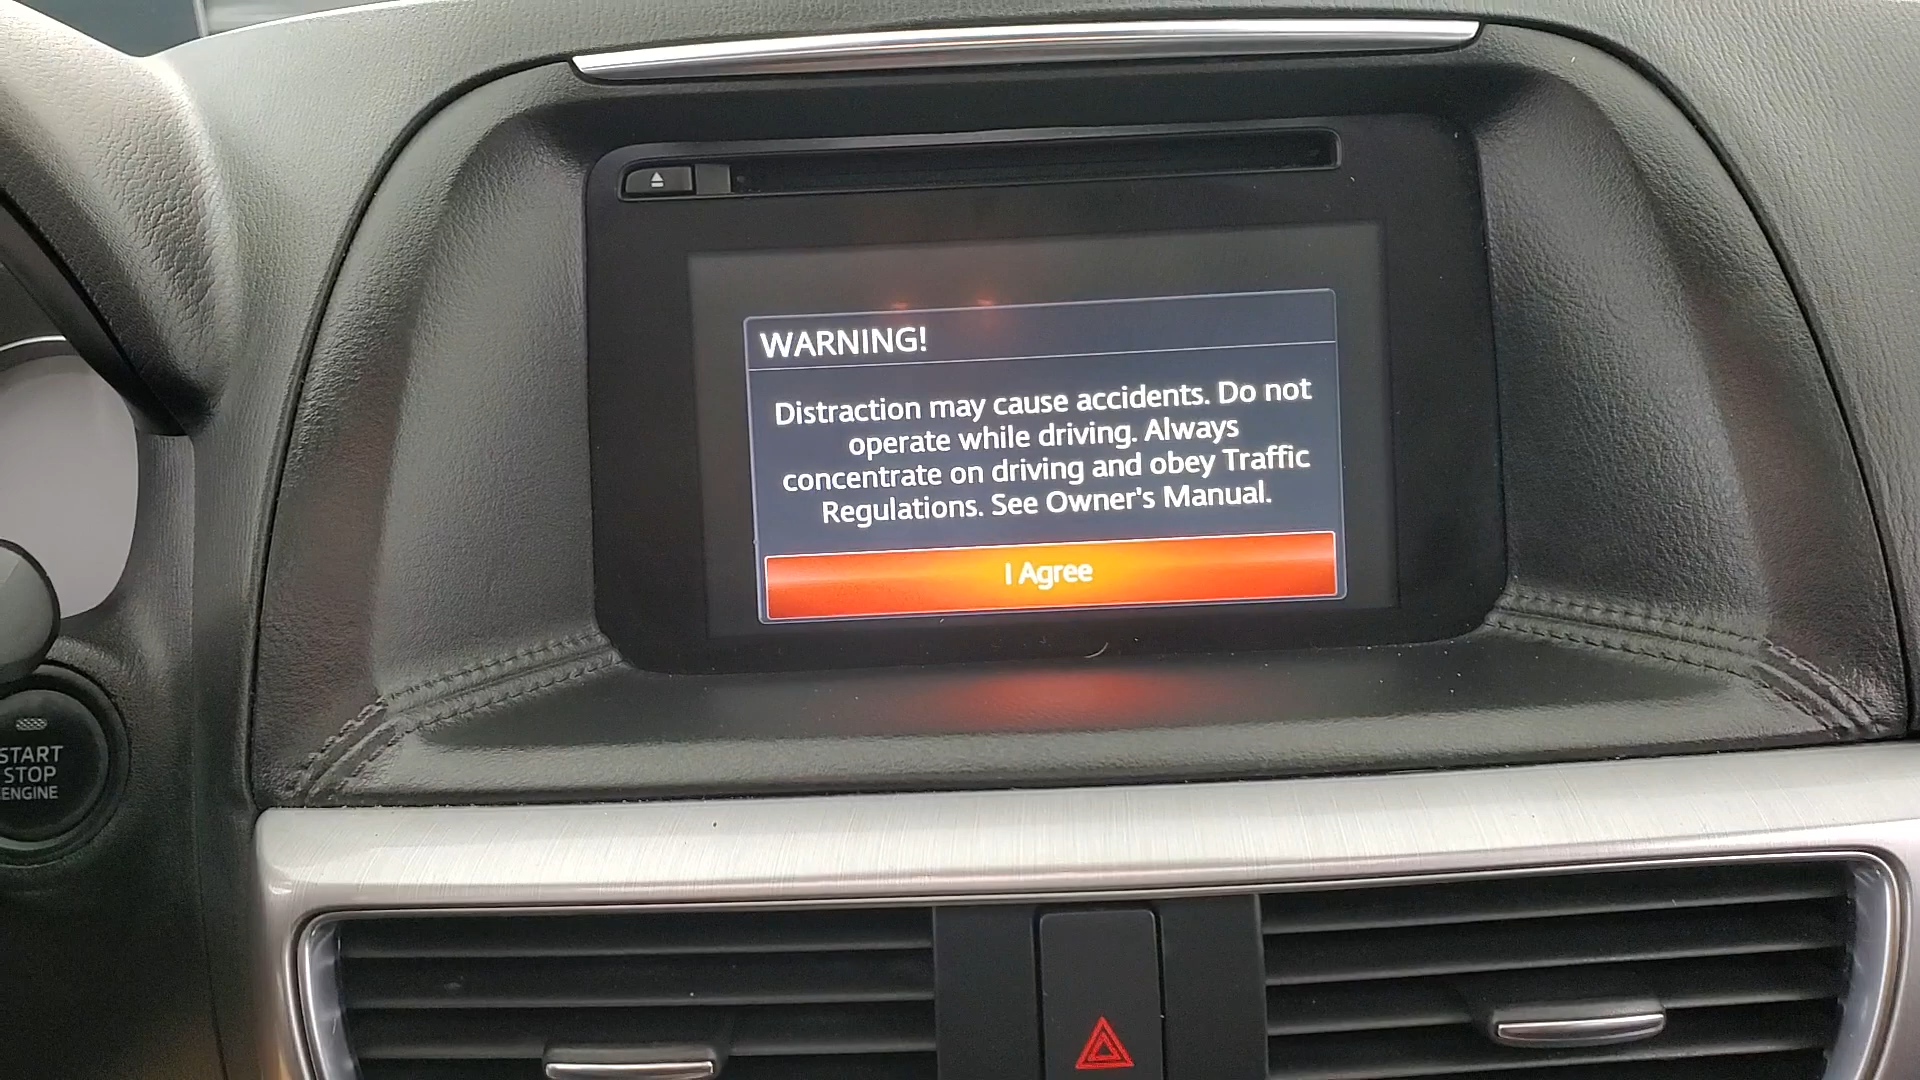 WARNING!
Distraction may cause accidents. Do not
operate while driving. Always
concentrate on driving and obey Traffic
Regulations. See Owner's Manual.
I Agree
START
STOP
ENGINE